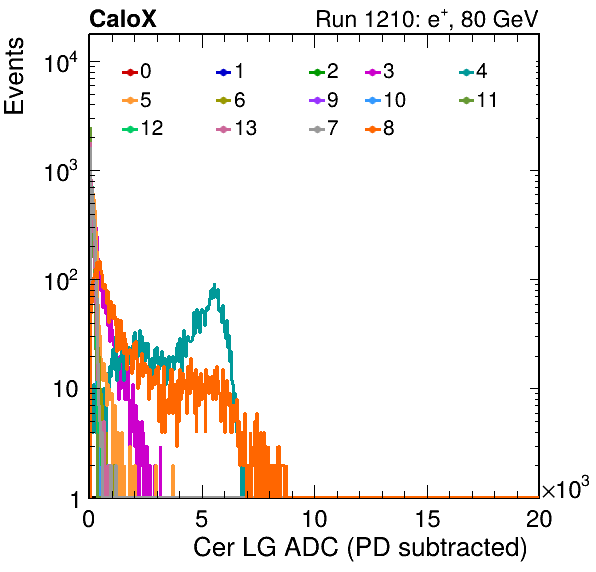 CaloX Run 1210: e⁺, 80 GeV
Events
10⁴
10³
10²
10
1
0 1 2 3 4
5 6 9 10 11
12 13 7 8
0 5 10 15 20
×10³
Cer LG ADC (PD subtracted)